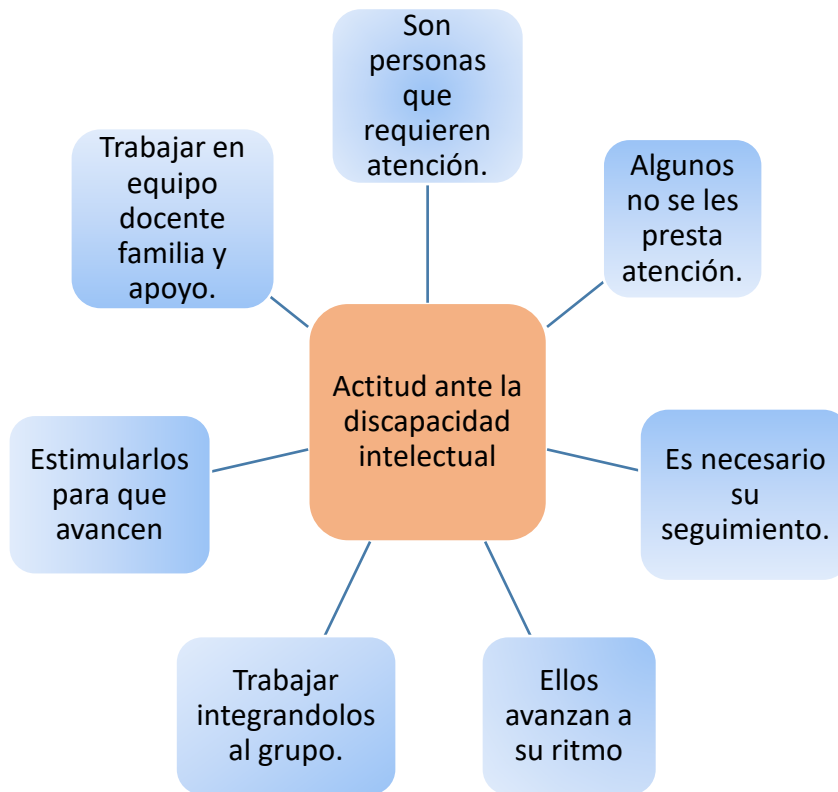 Son
personas
que
requieren
atención.
Algunos
no se les
presta
atención.
Es necesario
su
seguimiento.
Ellos
avanzan a
su ritmo
Trabajar
integrandolos
al grupo.
Estimularlos
para que
avancen
Trabajar en
equipo
docente
familia y
apoyo.
Actitud ante la
discapacidad
intelectual